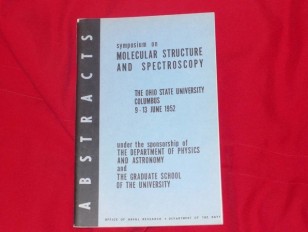 ABSTRACTS
symposium on
MOLECULAR STRUCTURE
AND SPECTROSCOPY
THE OHIO STATE UNIVERSITY
COLUMBUS
9-13 JUNE 1952
under the sponsorship of
THE DEPARTMENT OF PHYSICS
AND ASTRONOMY
and
THE GRADUATE SCHOOL
OF THE UNIVERSITY
OFFICE OF NAVAL RESEARCH • DEPARTMENT OF THE NAVY